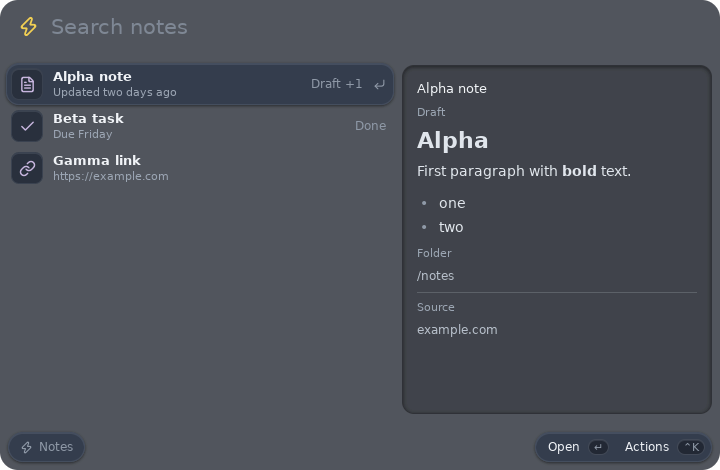 Search notes
Alpha note
Updated two days ago
Draft +1
Beta task
Due Friday
Done
Gamma link
https://example.com
Alpha note
Draft
Alpha
First paragraph with bold text.
• one
• two
Folder
/notes
Source
example.com
Notes
Open ↵ Actions ^K